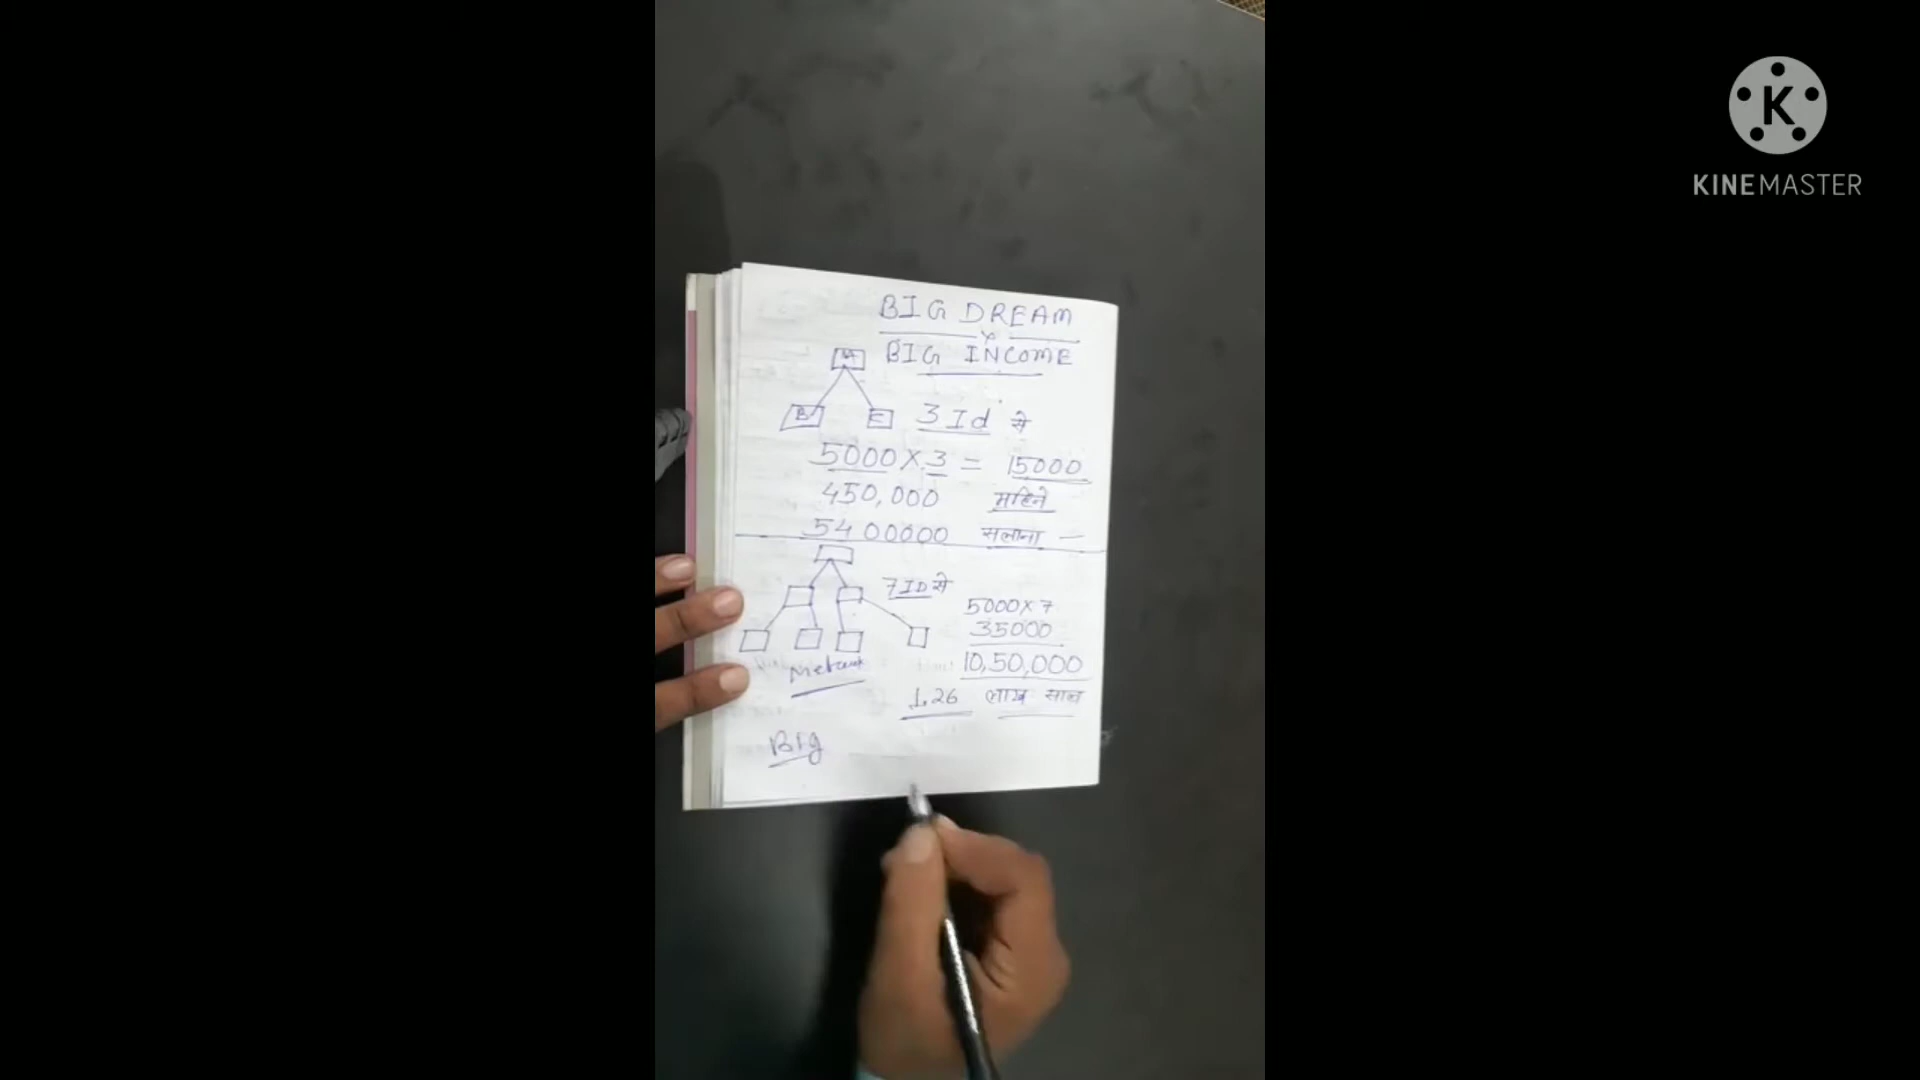 BIG DREAM
BIG INCOME
A
B C
3 Id से
5000 X 3 = 15000
450,000 महिने
5400000 सलाना
7 ID से
5000 X 7
35000
10,50,000
1,26 लाख साल
Big
K
KINEMASTER